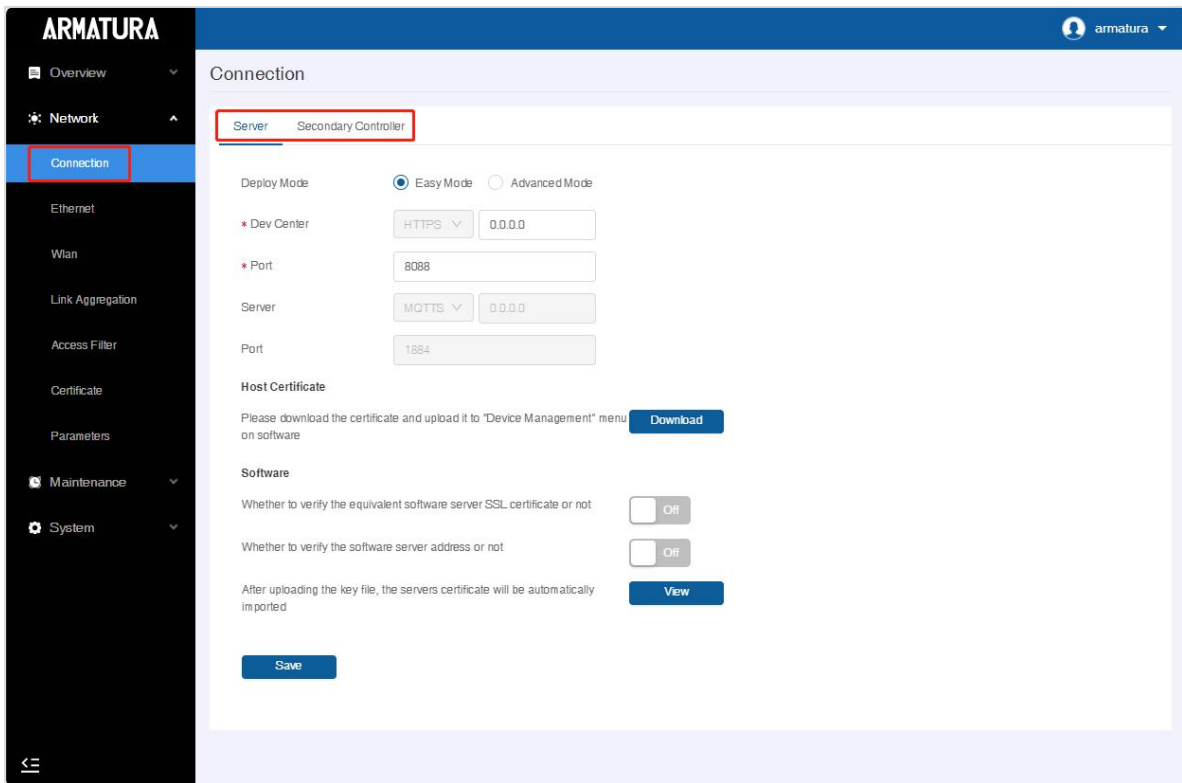 ARMATURA
armatura
Overview
Network
Connection
Ethernet
Wlan
Link Aggregation
Access Filter
Certificate
Parameters
Maintenance
System
Connection
Server Secondary Controller
Deploy Mode Easy Mode Advanced Mode
* Dev Center HTTPS 0.0.0.0
* Port 8088
Server MQTTS 0.0.0.0
Port 1884
Host Certificate
Please download the certificate and upload it to "Device Management" menu Download
on software
Software
Whether to verify the equivalent software server SSL certificate or not Off
Whether to verify the software server address or not Off
After uploading the key file, the servers certificate will be automatically View
imported
Save